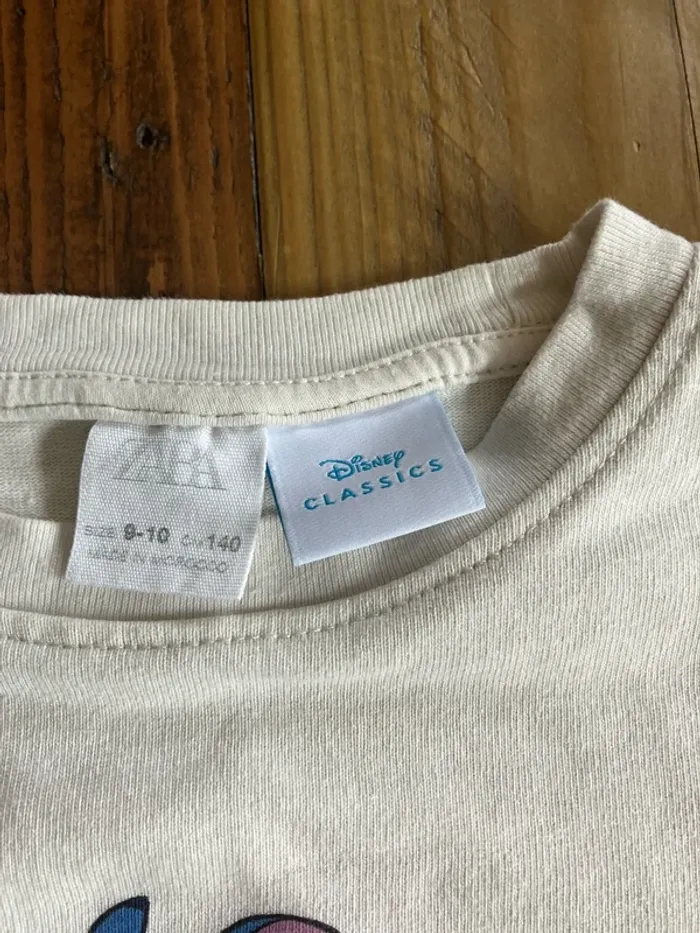 ZARA
SIZE 9-10 CM 140
MADE IN MOROCCO
Disney
CLASSICS